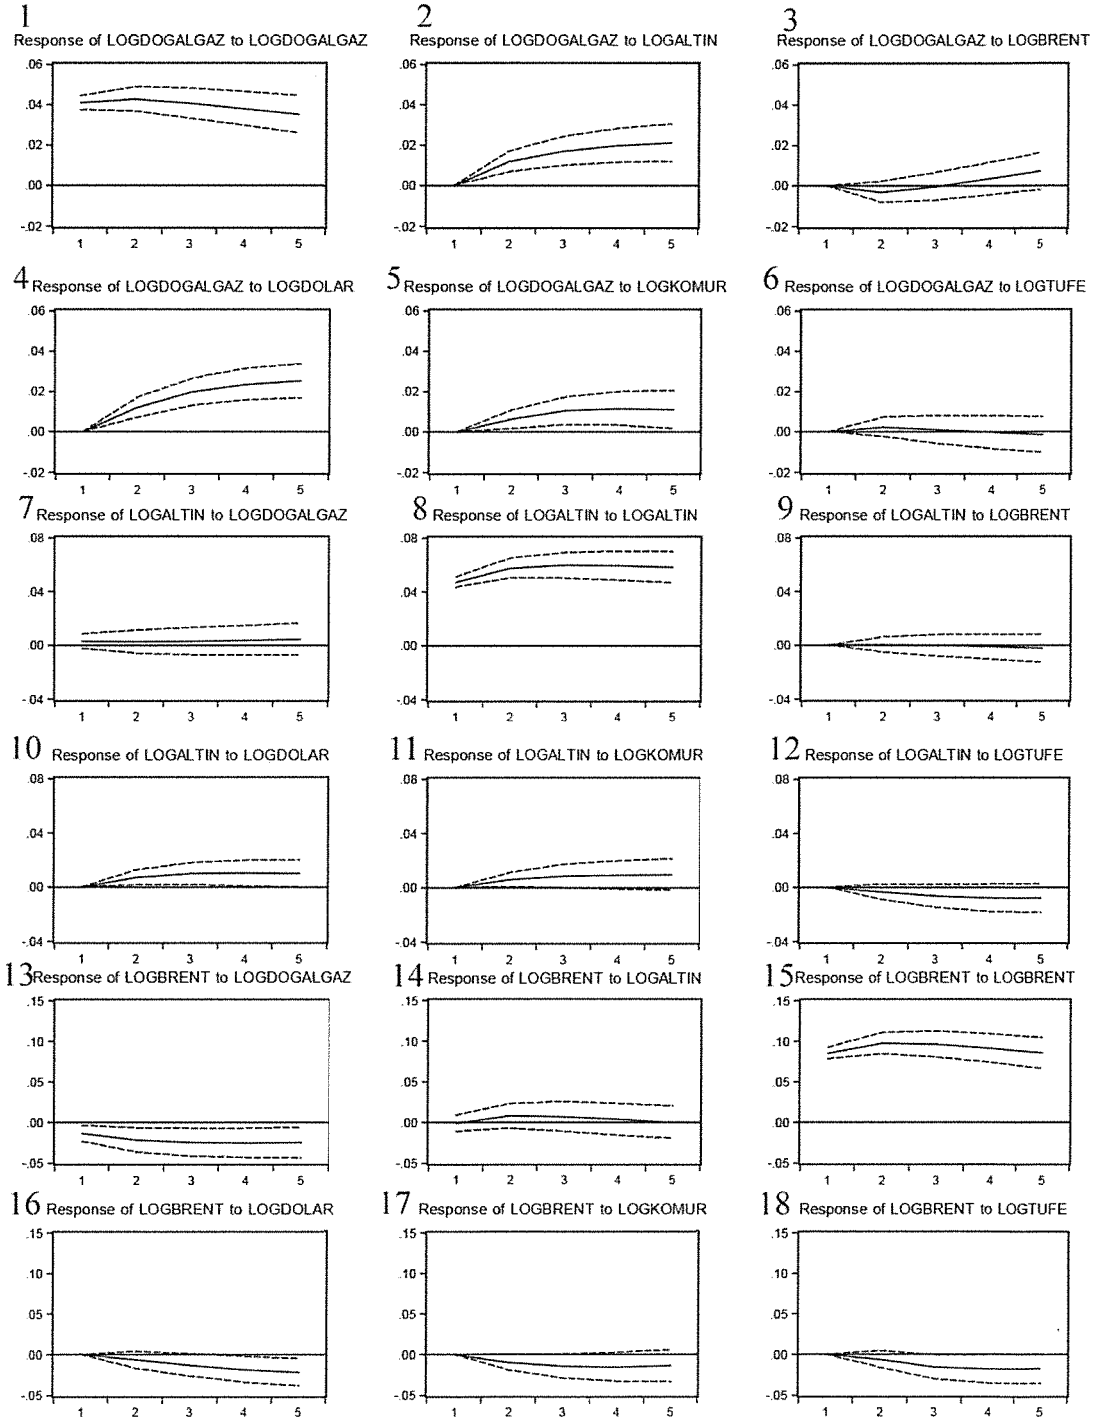 1
Response of LOGDOGALGAZ to LOGDOGALGAZ
.06
.04
.02
.00
-.02
1 2 3 4 5
2
Response of LOGDOGALGAZ to LOGALTIN
.06
.04
.02
.00
-.02
1 2 3 4 5
3
Response of LOGDOGALGAZ to LOGBRENT
.06
.04
.02
.00
-.02
1 2 3 4 5
4 Response of LOGDOGALGAZ to LOGDOLAR
.06
.04
.02
.00
-.02
1 2 3 4 5
5 Response of LOGDOGALGAZ to LOGKOMUR
.06
.04
.02
.00
-.02
1 2 3 4 5
6 Response of LOGDOGALGAZ to LOGTUFE
.06
.04
.02
.00
-.02
1 2 3 4 5
7 Response of LOGALTIN to LOGDOGALGAZ
.08
.04
.00
-.04
1 2 3 4 5
8 Response of LOGALTIN to LOGALTIN
.08
.04
.00
-.04
1 2 3 4 5
9 Response of LOGALTIN to LOGBRENT
.08
.04
.00
-.04
1 2 3 4 5
10 Response of LOGALTIN to LOGDOLAR
.08
.04
.00
-.04
1 2 3 4 5
11 Response of LOGALTIN to LOGKOMUR
.08
.04
.00
-.04
1 2 3 4 5
12 Response of LOGALTIN to LOGTUFE
.08
.04
.00
-.04
1 2 3 4 5
13 Response of LOGBRENT to LOGDOGALGAZ
.15
.10
.05
.00
-.05
1 2 3 4 5
14 Response of LOGBRENT to LOGALTIN
.15
.10
.05
.00
-.05
1 2 3 4 5
15 Response of LOGBRENT to LOGBRENT
.15
.10
.05
.00
-.05
1 2 3 4 5
16 Response of LOGBRENT to LOGDOLAR
.15
.10
.05
.00
-.05
1 2 3 4 5
17 Response of LOGBRENT to LOGKOMUR
.15
.10
.05
.00
-.05
1 2 3 4 5
18 Response of LOGBRENT to LOGTUFE
.15
.10
.05
.00
-.05
1 2 3 4 5